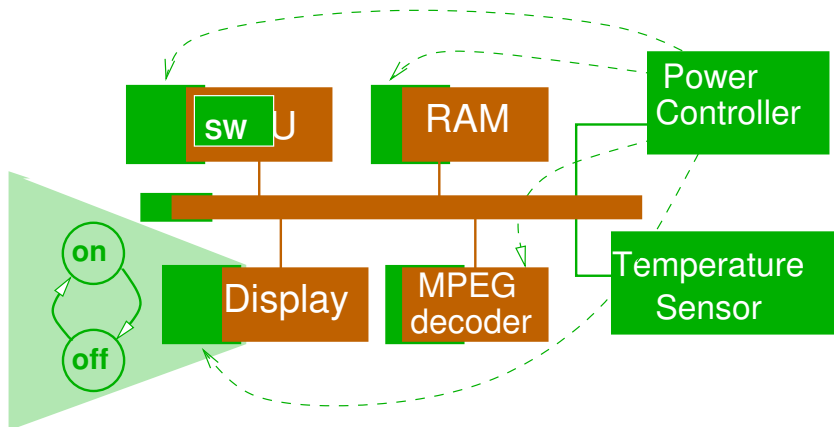 Power
Controller
SW
U
RAM
on
off
Display
MPEG
decoder
Temperature
Sensor